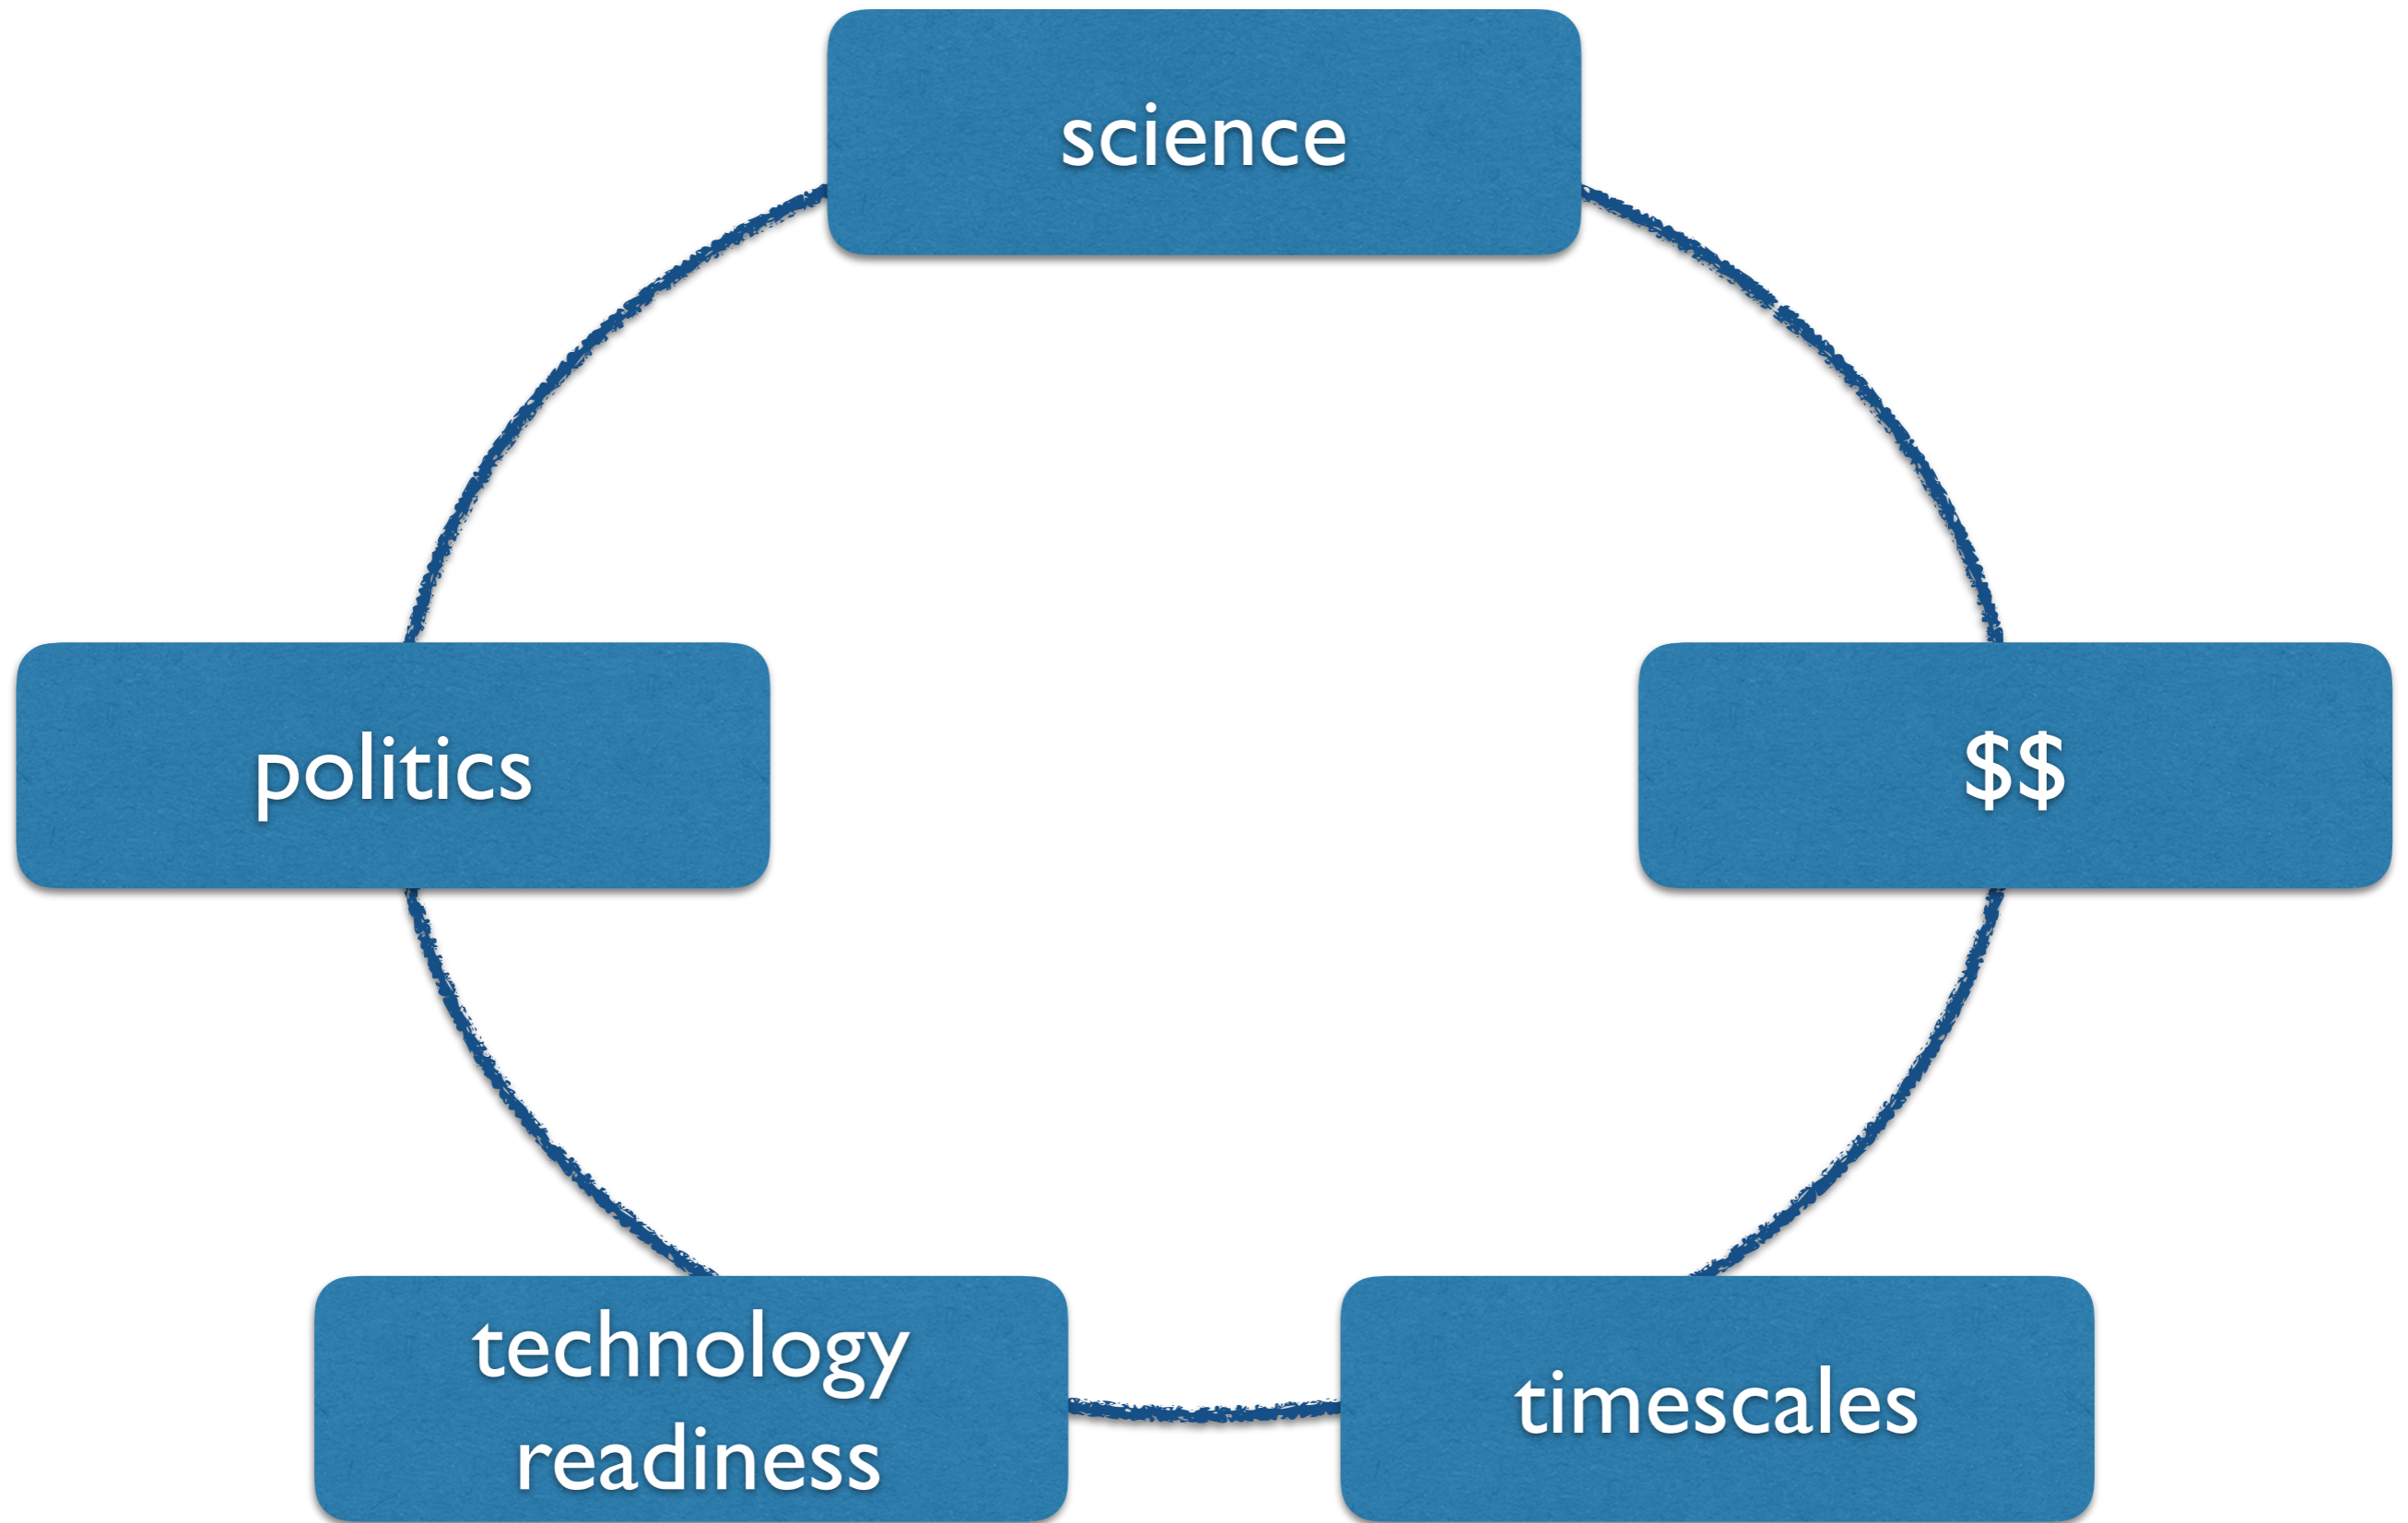 science
politics
$$
technology
readiness
timescales